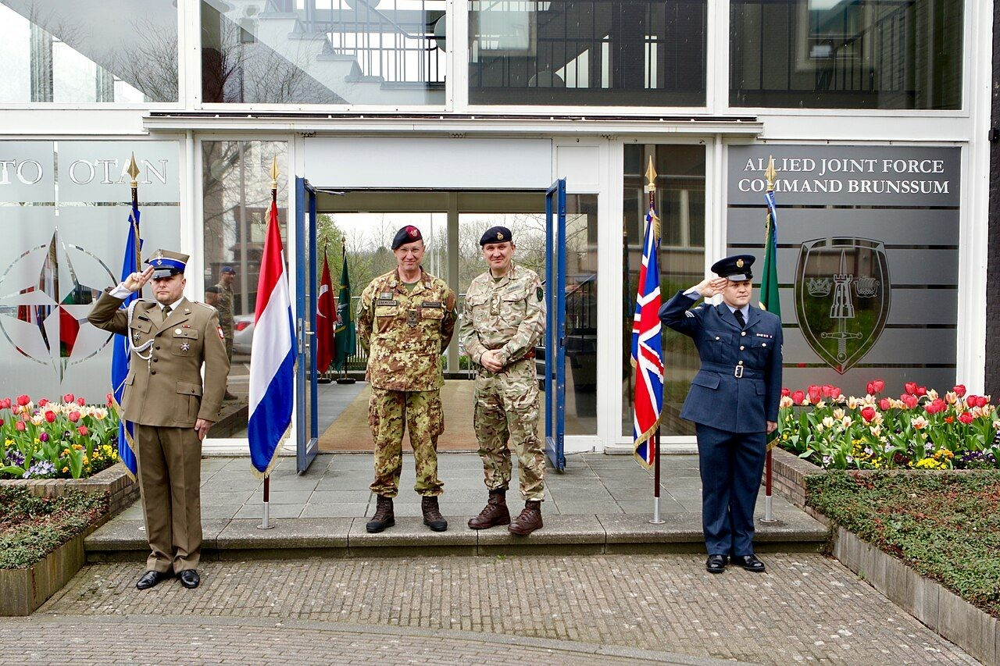 TO OTAN
ALLIED JOINT FORCE
COMMAND BRUNSSUM